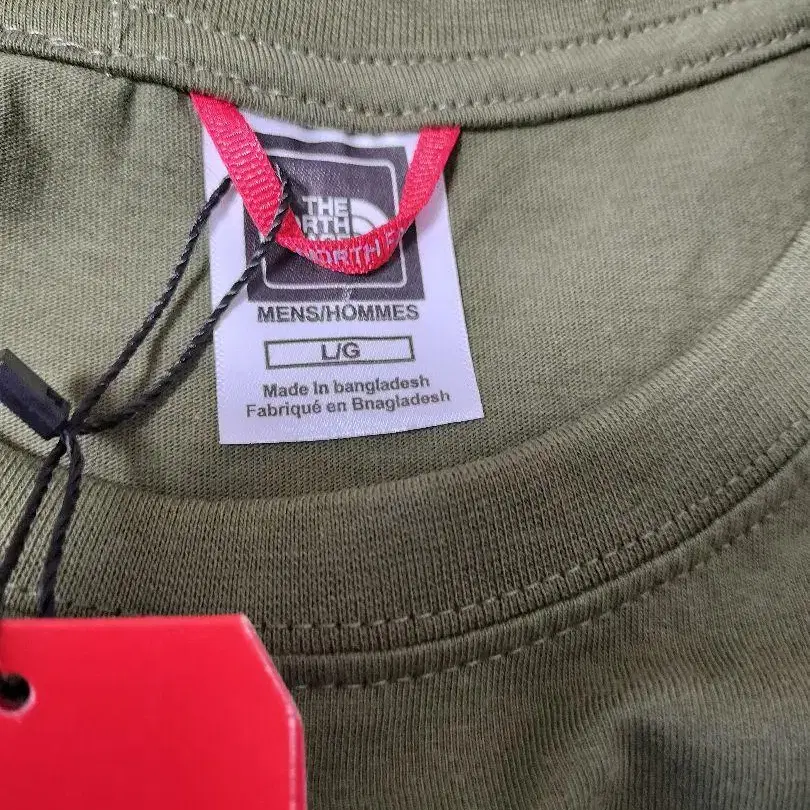 THE
NORTH F
MENS/HOMMES
L/G
Made In bangladesh
Fabriqué en Bnagladesh